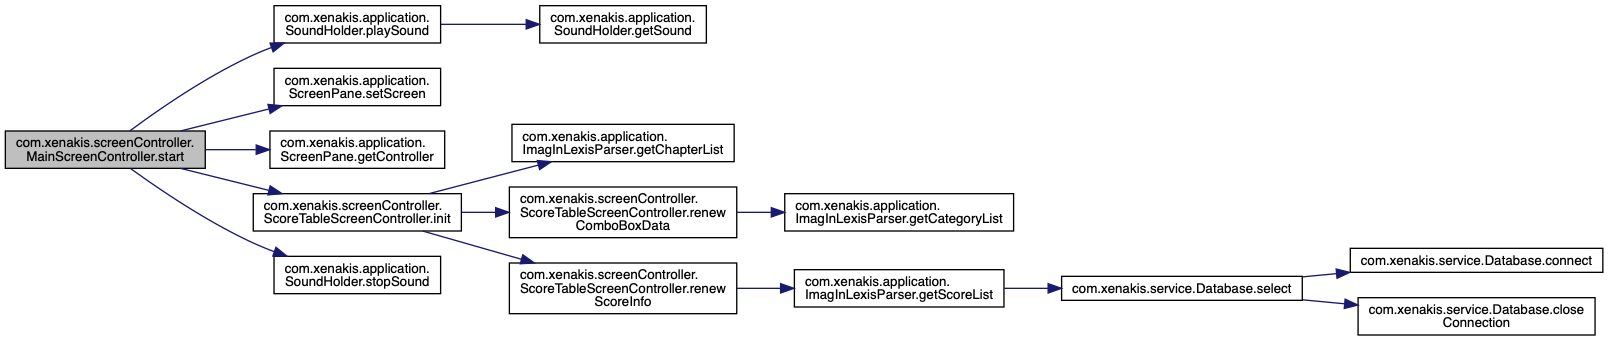 com.xenakis.application.
SoundHolder.playSound
com.xenakis.application.
SoundHolder.getSound
com.xenakis.application.
ScreenPane.setScreen
com.xenakis.screenController.
MainScreenController.start
com.xenakis.application.
ScreenPane.getController
com.xenakis.application.
ImagInLexisParser.getChapterList
com.xenakis.screenController.
ScoreTableScreenController.init
com.xenakis.screenController.
ScoreTableScreenController.renew
ComboBoxData
com.xenakis.application.
ImagInLexisParser.getCategoryList
com.xenakis.application.
SoundHolder.stopSound
com.xenakis.screenController.
ScoreTableScreenController.renew
ScoreInfo
com.xenakis.application.
ImagInLexisParser.getScoreList
com.xenakis.service.Database.select
com.xenakis.service.Database.connect
com.xenakis.service.Database.close
Connection